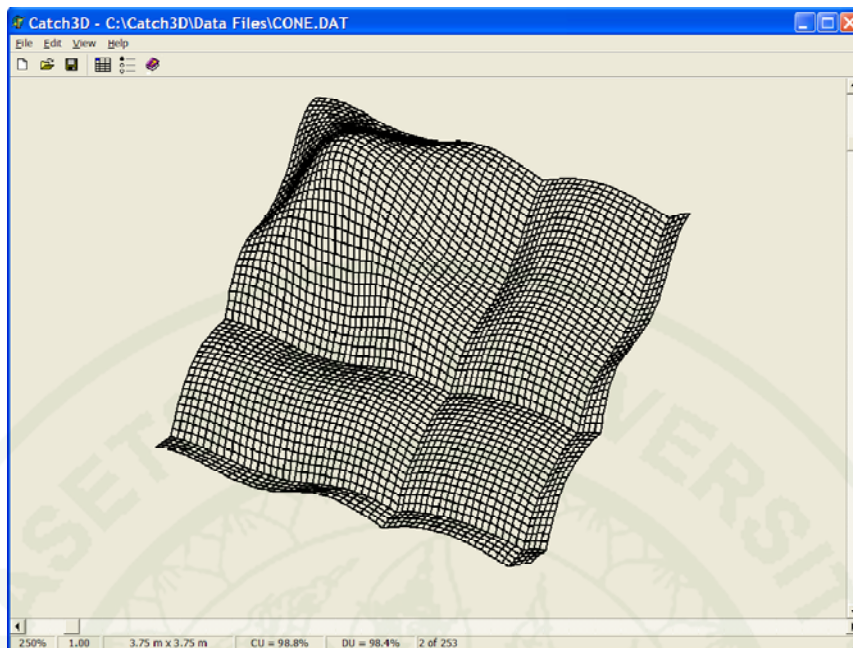 Catch3D - C:\Catch3D\Data Files\CONE.DAT
File Edit View Help
250% 1.00 3.75 m x 3.75 m CU = 98.8% DU = 98.4% 2 of 253